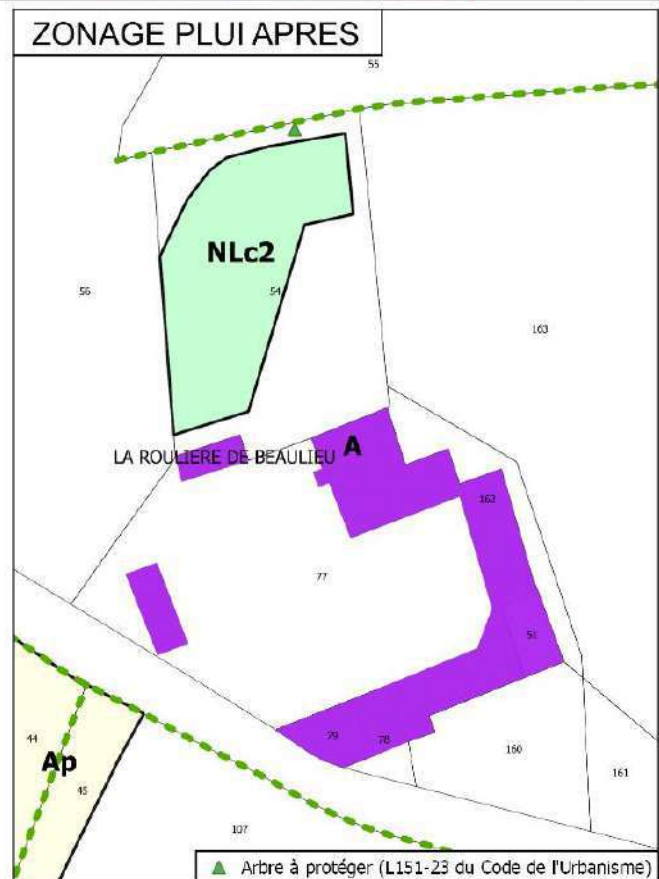 ZONAGE PLUI APRES
55
NLc2
56
54
163
LA ROULIERE DE BEAULIEU
A
162
77
51
44
Ap
45
79
78
160
161
107
Arbre à protéger (L151-23 du Code de l'Urbanisme)